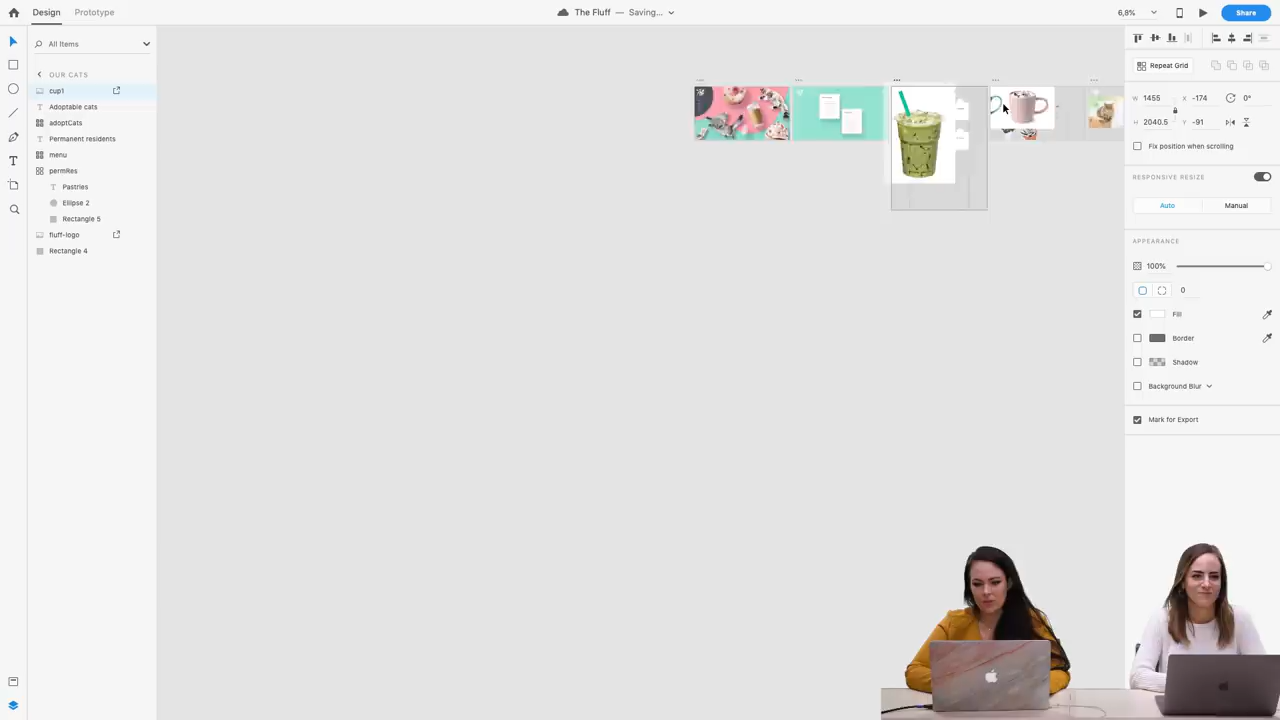 Design Prototype
The Fluff — Saving...
6,8%
Share
All Items
OUR CATS
cup1
Adoptable cats
adoptCats
Permanent residents
menu
permRes
Pastries
Ellipse 2
Rectangle 5
fluff-logo
Rectangle 4
Repeat Grid
W 1455 X -174 0°
H 2040.5 Y -91
Fix position when scrolling
RESPONSIVE RESIZE
Auto Manual
APPEARANCE
100%
0
Fill
Border
Shadow
Background Blur
Mark for Export